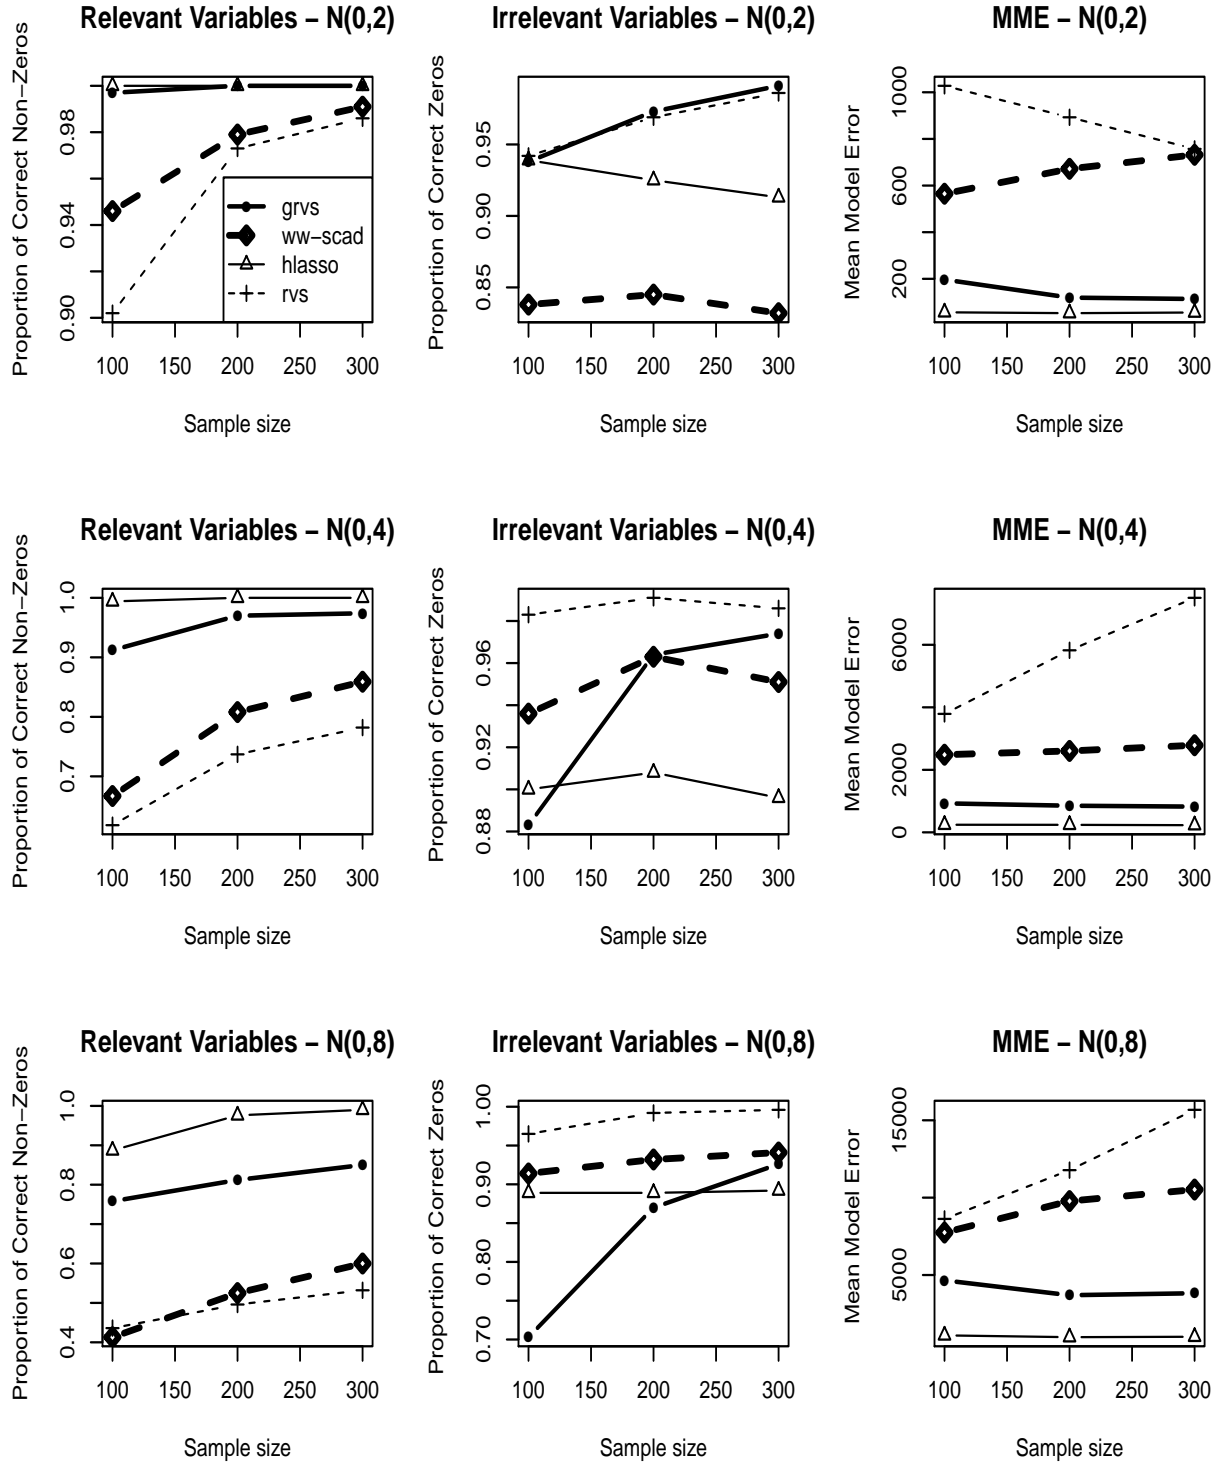 Relevant Variables – N(0,2)
Proportion of Correct Non–Zeros
0.90 0.94 0.98
grvs
ww–scad
hlasso
rvs
100 150 200 250 300
Sample size
Irrelevant Variables – N(0,2)
Proportion of Correct Zeros
0.85 0.90 0.95
100 150 200 250 300
Sample size
MME – N(0,2)
Mean Model Error
200 600 1000
100 150 200 250 300
Sample size
Relevant Variables – N(0,4)
Proportion of Correct Non–Zeros
0.7 0.8 0.9 1.0
100 150 200 250 300
Sample size
Irrelevant Variables – N(0,4)
Proportion of Correct Zeros
0.88 0.92 0.96
100 150 200 250 300
Sample size
MME – N(0,4)
Mean Model Error
0 2000 6000
100 150 200 250 300
Sample size
Relevant Variables – N(0,8)
Proportion of Correct Non–Zeros
0.4 0.6 0.8 1.0
100 150 200 250 300
Sample size
Irrelevant Variables – N(0,8)
Proportion of Correct Zeros
0.70 0.80 0.90 1.00
100 150 200 250 300
Sample size
MME – N(0,8)
Mean Model Error
5000 15000
100 150 200 250 300
Sample size